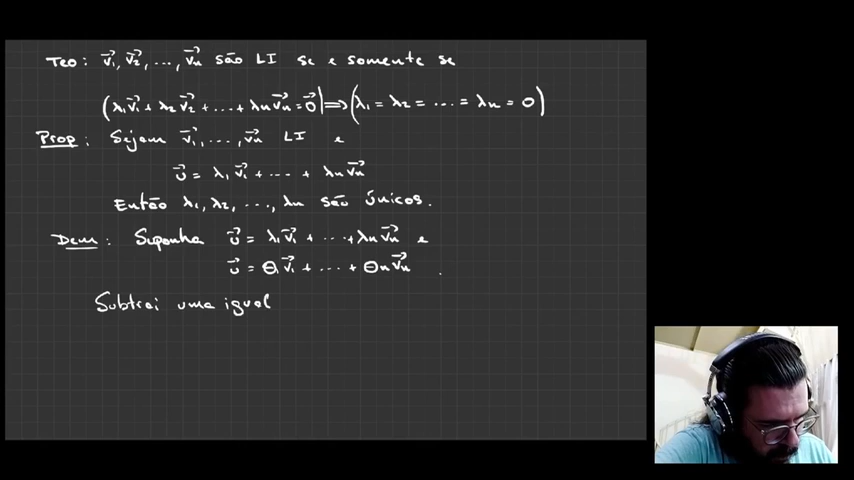 Teo: v⃗₁, v⃗₂, ..., v⃗ₙ são LI se e somente se
(λ₁v⃗₁ + λ₂v⃗₂ + ... + λₙv⃗ₙ = 0⃗) ⟹ (λ₁ = λ₂ = ... = λₙ = 0)
Prop: Sejam v⃗₁, ..., v⃗ₙ LI e
v⃗ = λ₁v⃗₁ + ... + λₙv⃗ₙ
Então λ₁, λ₂, ..., λₙ são únicos.
Dem: Suponha v⃗ = λ₁v⃗₁ + ... + λₙv⃗ₙ e
v⃗ = θ₁v⃗₁ + ... + θₙv⃗ₙ.
Subtrai uma igual